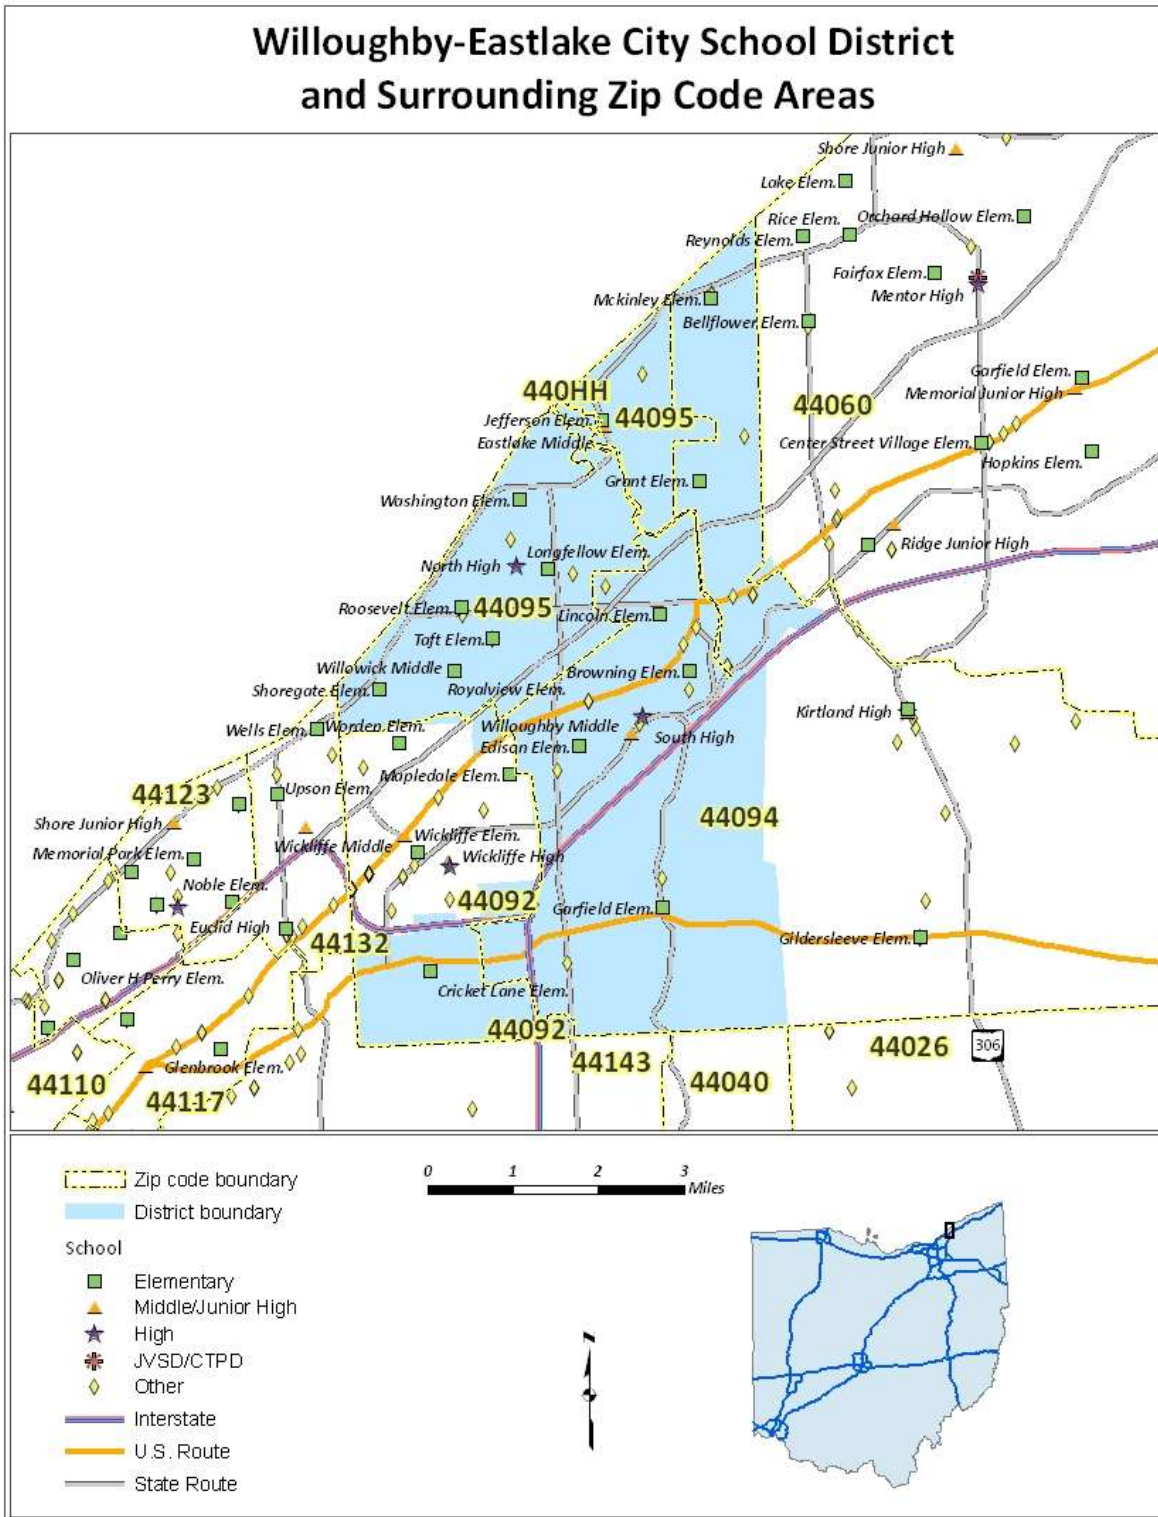 Willoughby-Eastlake City School District
and Surrounding Zip Code Areas
Shore Junior High
Lake Elem.
Rice Elem.
Orchard Hollow Elem.
Reynolds Elem.
Fairfax Elem.
Mentor High
Mckinley Elem.
Bellflower Elem.
Garfield Elem.
440HH
Memorial Junior High
44095
44060
Jefferson Elem.
Eastlake Middle
Center Street Village Elem.
Hopkins Elem.
Grant Elem.
Washington Elem.
Ridge Junior High
Longfellow Elem.
North High
Roosevelt Elem.
44095
Lincoln Elem.
Taft Elem.
Willowick Middle
Browning Elem.
Shoregate Elem.
Royalview Elem.
Kirtland High
Wells Elem.
Worden Elem.
Willoughby Middle
South High
Edison Elem.
Mapledale Elem.
Upson Elem.
44123
44094
Shore Junior High
Wickliffe Elem.
Wickliffe Middle
Memorial Park Elem.
Wickliffe High
Noble Elem.
44092
Garfield Elem.
Euclid High
44132
Gildersleeve Elem.
Oliver H Perry Elem.
Cricket Lane Elem.
44092
44026
306
44143
Glenbrook Elem.
44110
44040
44117
0 1 2 3
Miles
Zip code boundary
District boundary
School
Elementary
Middle/Junior High
High
JVSD/CTPD
Other
Interstate
U.S. Route
State Route